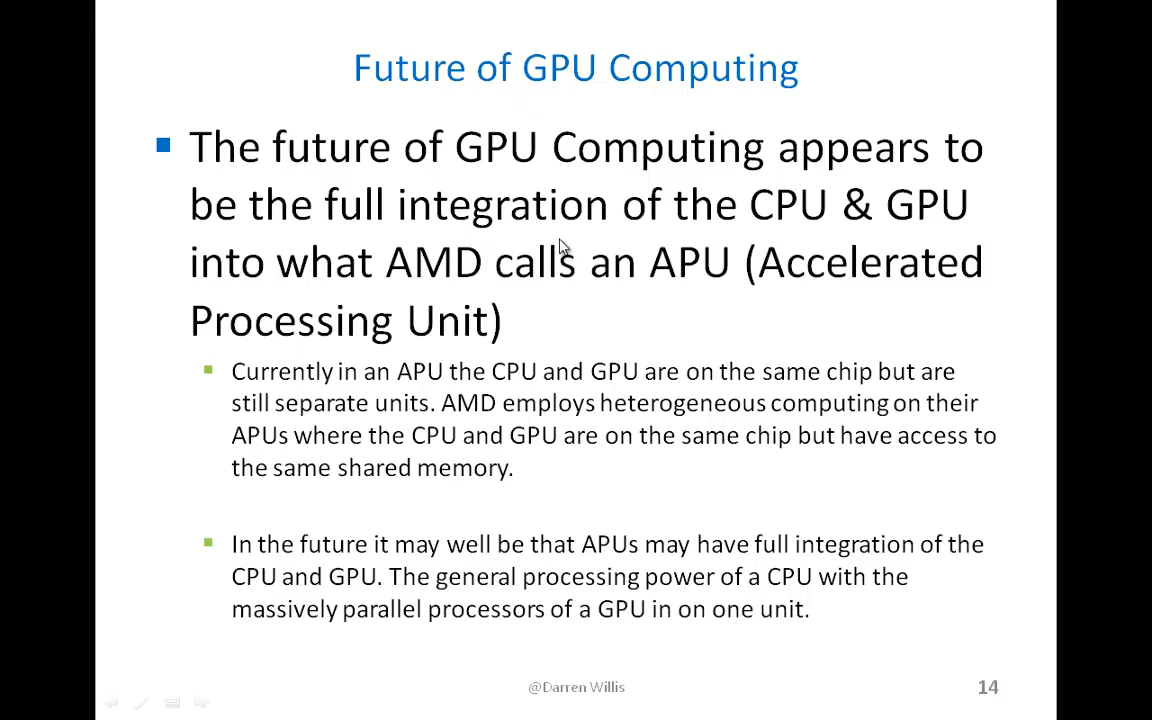 Future of GPU Computing
The future of GPU Computing appears to
be the full integration of the CPU & GPU
into what AMD calls an APU (Accelerated
Processing Unit)
Currently in an APU the CPU and GPU are on the same chip but are
still separate units. AMD employs heterogeneous computing on their
APUs where the CPU and GPU are on the same chip but have access to
the same shared memory.
In the future it may well be that APUs may have full integration of the
CPU and GPU. The general processing power of a CPU with the
massively parallel processors of a GPU in on one unit.
@Darren Willis
14